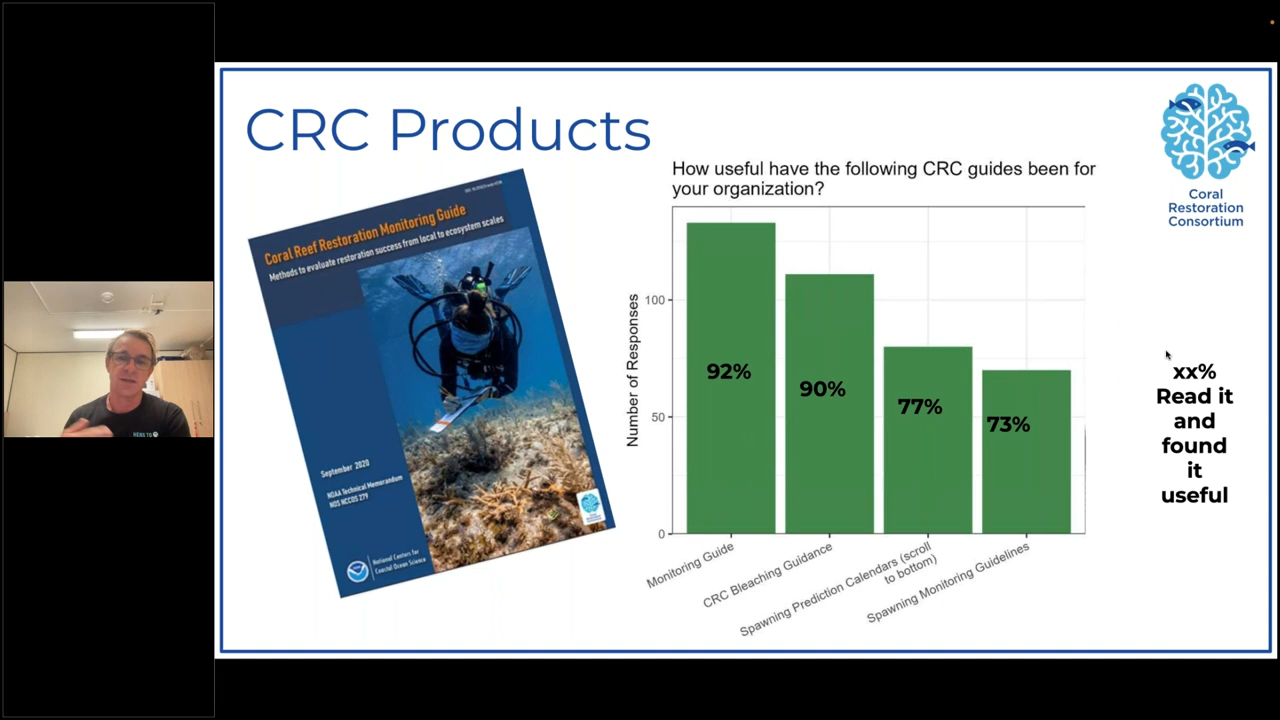 CRC Products
Coral Reef Restoration Monitoring Guide
Methods to evaluate restoration success from local to ecosystem scales
September 2020
NOAA Technical Memorandum
NOS NCCOS 279
National Centers for
Coastal Ocean Science
How useful have the following CRC guides been for
your organization?
Number of Responses
100
50
0
92%
90%
77%
73%
Monitoring Guide
CRC Bleaching Guidance
Spawning Prediction Calendars (scroll
to bottom)
Spawning Monitoring Guidelines
Coral
Restoration
Consortium
xx%
Read it
and
found
it
useful
HERE TO